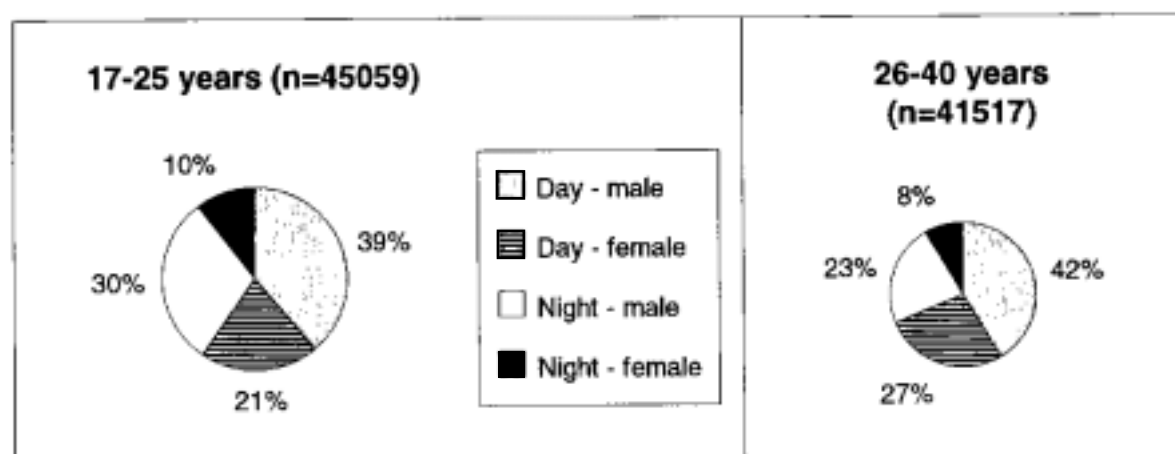 17-25 years (n=45059)
10%
39%
30%
21%
Day - male
Day - female
Night - male
Night - female
26-40 years
(n=41517)
8%
23%
42%
27%